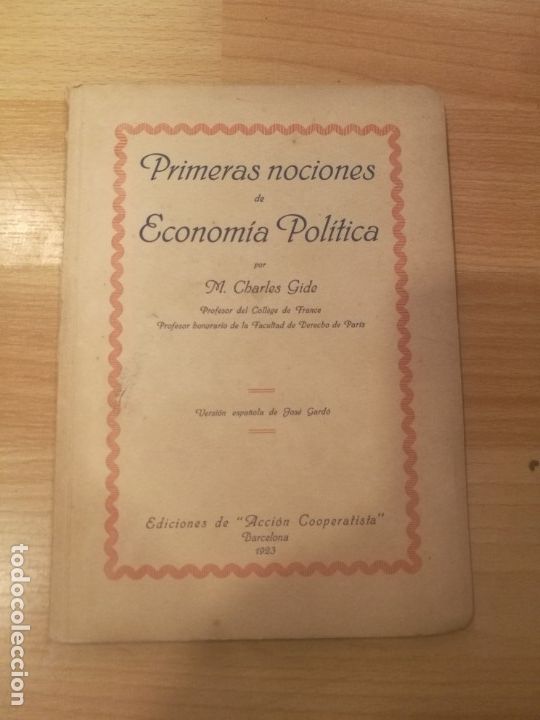 Primeras nociones
de
Economía Política
por
M. Charles Gide
Profesor del Collège de France
Profesor honorario de la Facultad de Derecho de París
Versión española de José Gardó
Ediciones de "Acción Cooperatista"
Barcelona
1923
todocoleccion.net